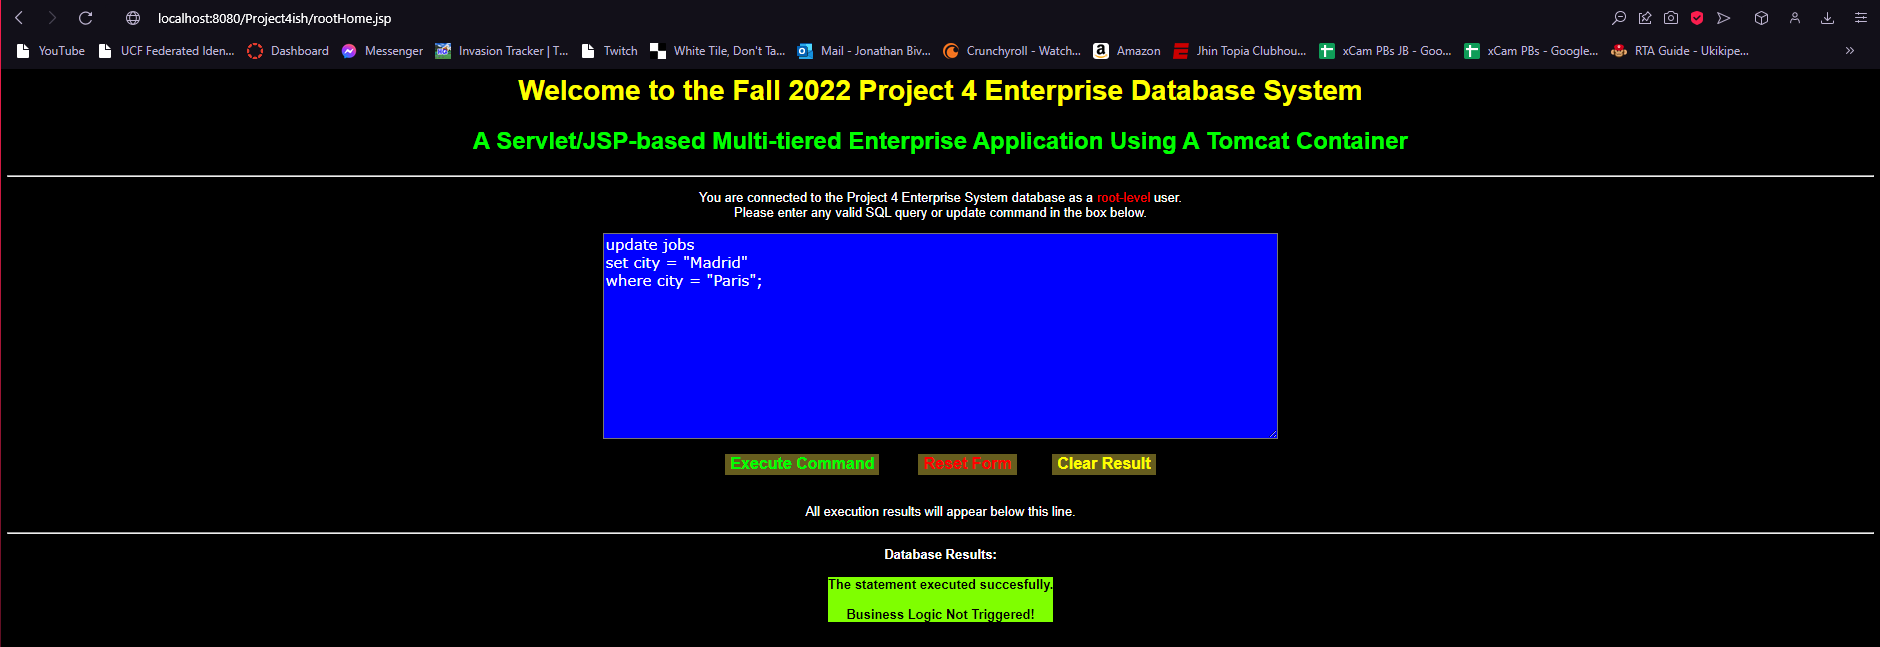 localhost:8080/Project4ish/rootHome.jsp
YouTube UCF Federated Iden... Dashboard Messenger Invasion Tracker | T... Twitch White Tile, Don't Ta... Mail - Jonathan Biv... Crunchyroll - Watch... Amazon Jhin Topia Clubhou... xCam PBs JB - Goo... xCam PBs - Google... RTA Guide - Ukikipe... »
Welcome to the Fall 2022 Project 4 Enterprise Database System
A Servlet/JSP-based Multi-tiered Enterprise Application Using A Tomcat Container
You are connected to the Project 4 Enterprise System database as a root-level user.
Please enter any valid SQL query or update command in the box below.
update jobs
set city = "Madrid"
where city = "Paris";
Execute Command Reset Form Clear Result
All execution results will appear below this line.
Database Results:
The statement executed succesfully.
Business Logic Not Triggered!